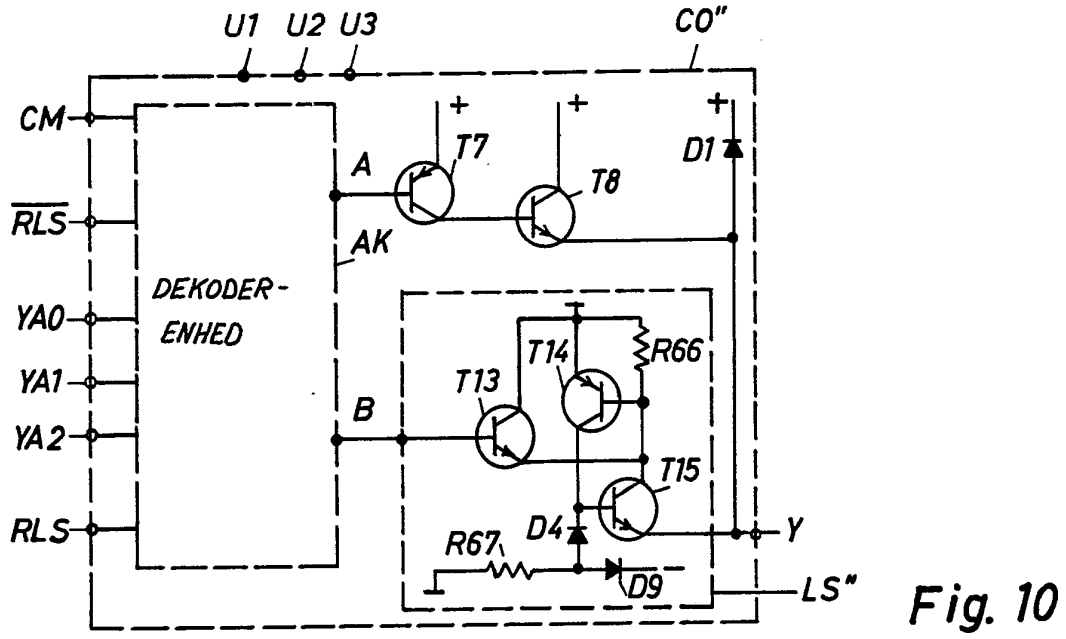 U1 U2 U3 CO"
CM
+ + +
A T7 T8 D1
RLS
AK
DEKODER-
ENHED
YA0
YA1
YA2
RLS
B T13 T14 R66
T15
D4
R67
D9
Y
LS"
Fig. 10